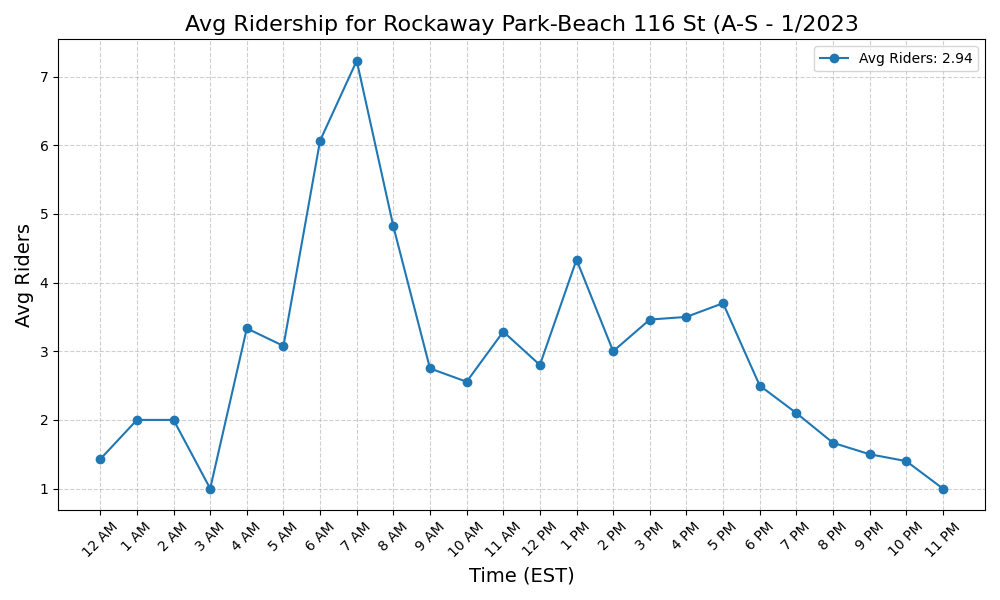 Avg Ridership for Rockaway Park-Beach 116 St (A-S - 1/2023
Avg Riders: 2.94
Avg Riders
7
6
5
4
3
2
1
12 AM
1 AM
2 AM
3 AM
4 AM
5 AM
6 AM
7 AM
8 AM
9 AM
10 AM
11 AM
12 PM
1 PM
2 PM
3 PM
4 PM
5 PM
6 PM
7 PM
8 PM
9 PM
10 PM
11 PM
Time (EST)